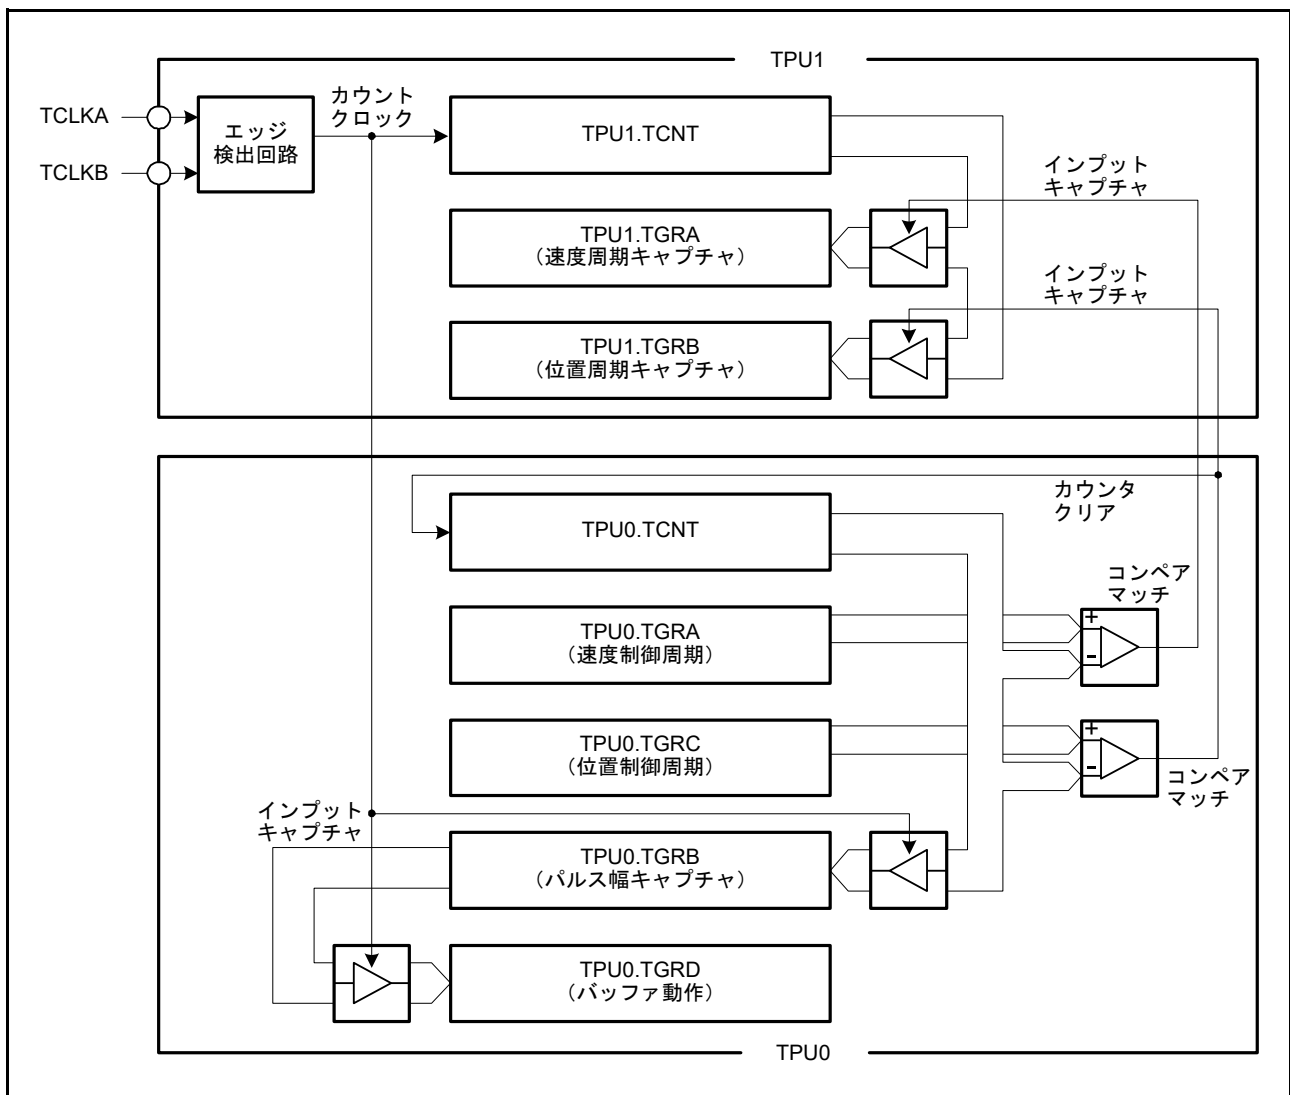 TPU1
TCLKA
TCLKB
エッジ
検出回路
カウント
クロック
TPU1.TCNT
インプット
キャプチャ
TPU1.TGRA
(速度周期キャプチャ)
インプット
キャプチャ
TPU1.TGRB
(位置周期キャプチャ)
カウンタ
クリア
TPU0.TCNT
コンペア
マッチ
+
-
TPU0.TGRA
(速度制御周期)
TPU0.TGRC
(位置制御周期)
+
-
コンペア
マッチ
インプット
キャプチャ
TPU0.TGRB
(パルス幅キャプチャ)
TPU0.TGRD
(バッファ動作)
TPU0